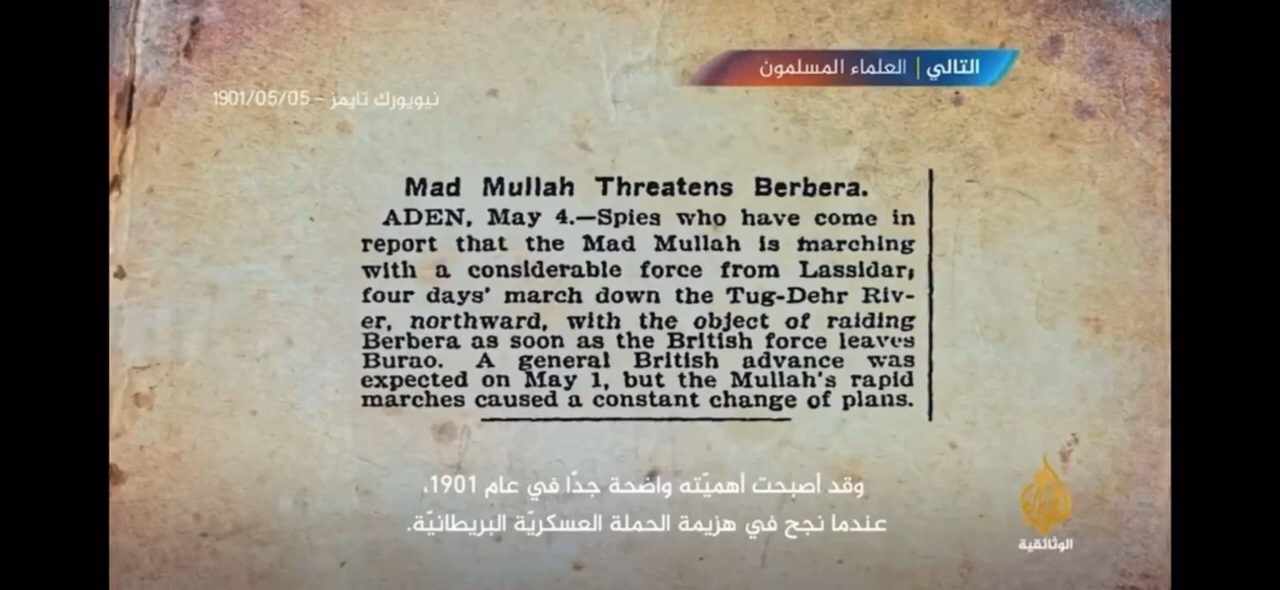 التالي | العلماء المسلمون
نيويورك تايمز - 1901/05/05
Mad Mullah Threatens Berbera.
ADEN, May 4.—Spies who have come in
report that the Mad Mullah is marching
with a considerable force from Lassidar,
four days' march down the Tug-Dehr Riv-
er, northward, with the object of raiding
Berbera as soon as the British force leaves
Burao. A general British advance was
expected on May 1, but the Mullah's rapid
marches caused a constant change of plans.
وقد أصبحت أهميّته واضحة جدًّا في عام 1901،
عندما نجح في هزيمة الحملة العسكريّة البريطانيّة.
الجزيرة
الوثائقية